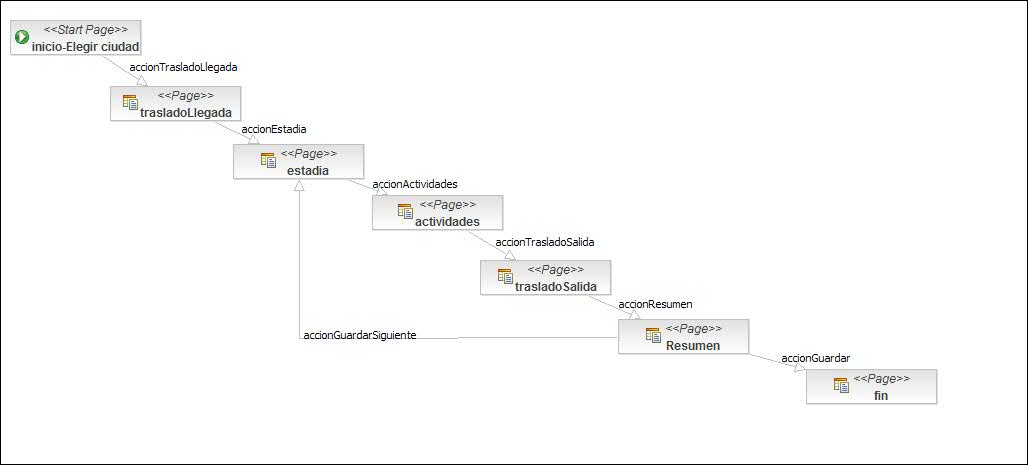 <<Start Page>>
inicio-Elegir ciudad
accionTrasladoLlegada
<<Page>>
trasladoLlegada
accionEstadia
<<Page>>
estadia
accionActividades
<<Page>>
actividades
accionTrasladoSalida
<<Page>>
trasladoSalida
accionResumen
<<Page>>
Resumen
accionGuardarSiguiente
accionGuardar
<<Page>>
fin